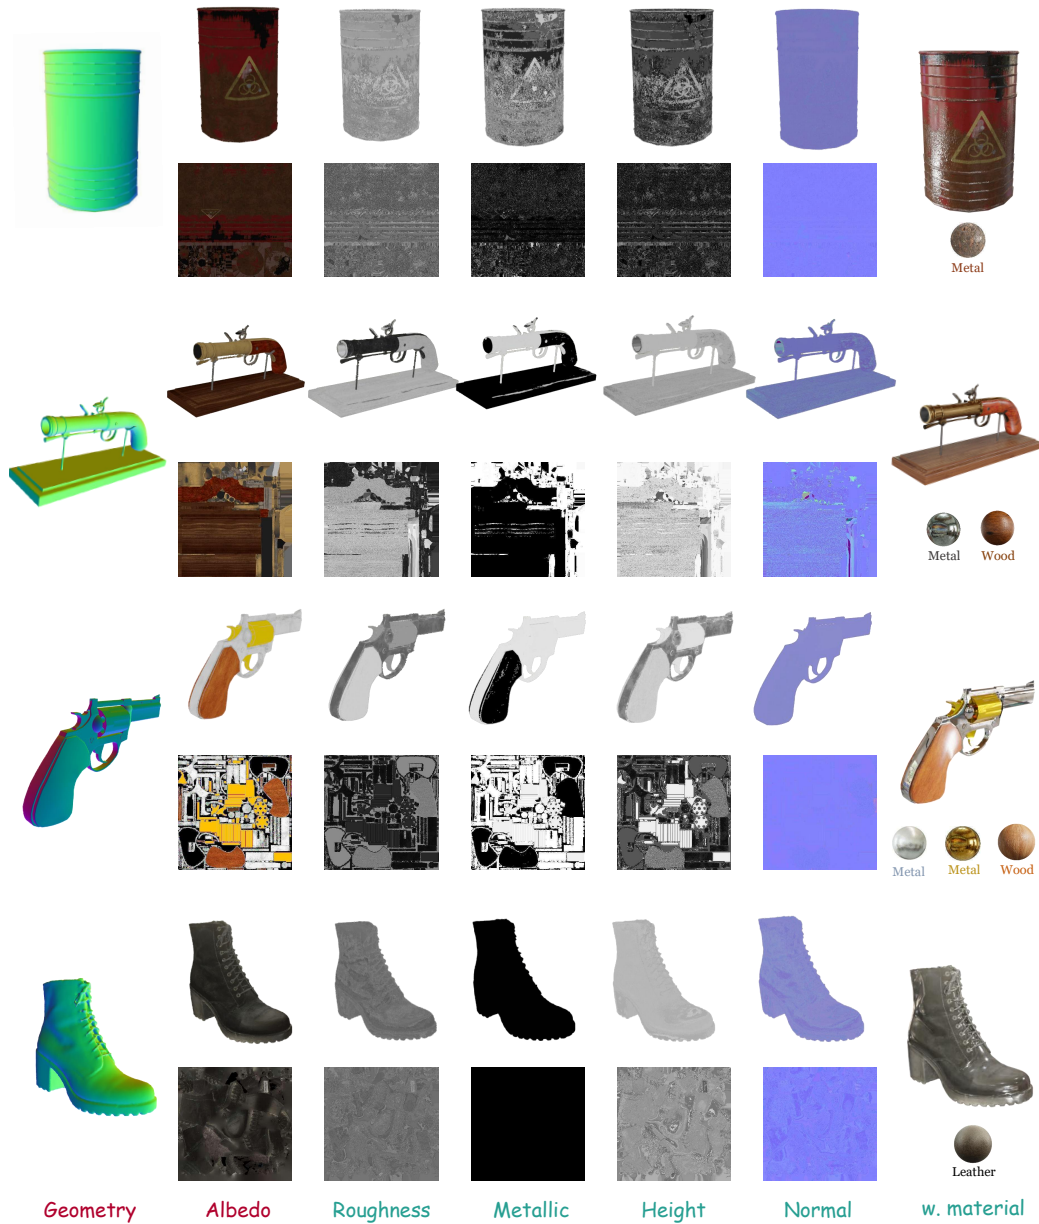 Metal
Metal Wood
Metal Metal Wood
Leather
Geometry Albedo Roughness Metallic Height Normal w. material